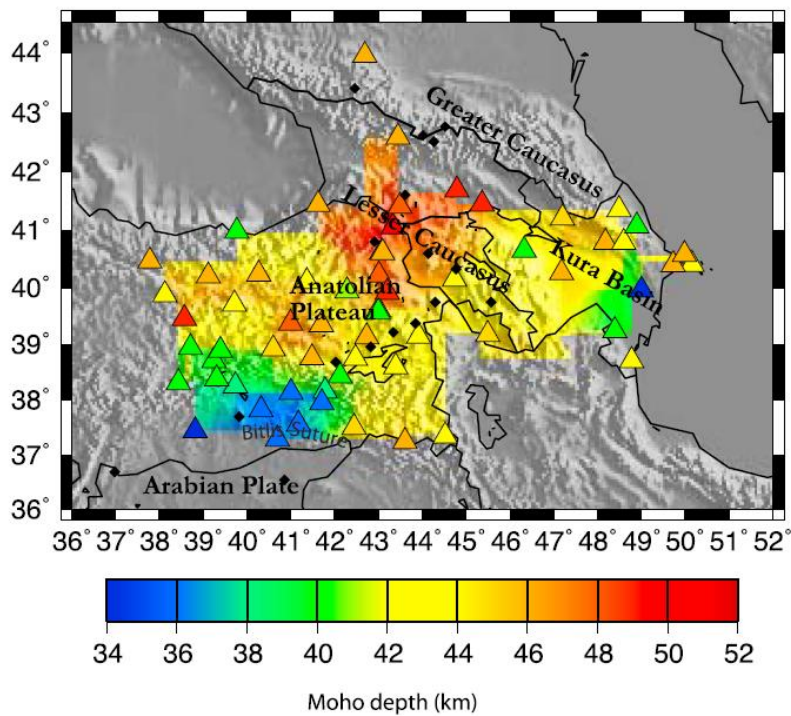 44°
43°
42°
41°
40°
39°
38°
37°
36°
Greater Caucasus
Lesser Caucasus
Kura Basin
Anatolian
Plateau
Bitlis Suture
Arabian Plate
36° 37° 38° 39° 40° 41° 42° 43° 44° 45° 46° 47° 48° 49° 50° 51° 52°
34 36 38 40 42 44 46 48 50 52
Moho depth (km)